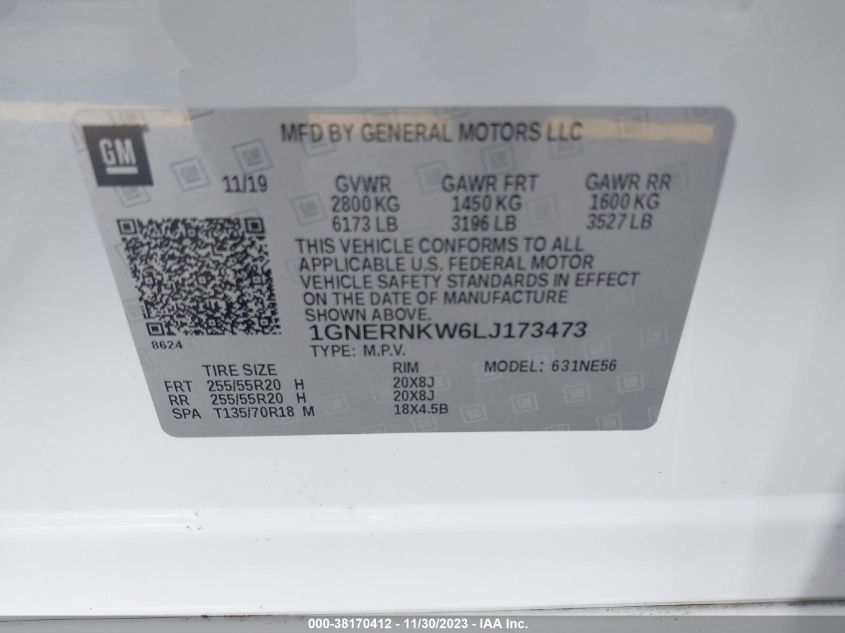 GM
MFD BY GENERAL MOTORS LLC
11/19 GVWR GAWR FRT GAWR RR
2800 KG 1450 KG 1600 KG
6173 LB 3196 LB 3527 LB
THIS VEHICLE CONFORMS TO ALL
APPLICABLE U.S. FEDERAL MOTOR
VEHICLE SAFETY STANDARDS IN EFFECT
ON THE DATE OF MANUFACTURE
SHOWN ABOVE.
1GNERNKW6LJ173473
8624
TYPE: M.P.V.
TIRE SIZE RIM MODEL: 631NE56
FRT 255/55R20 H 20X8J
RR 255/55R20 H 20X8J
SPA T135/70R18 M 18X4.5B
000-38170412 - 11/30/2023 - IAA Inc.